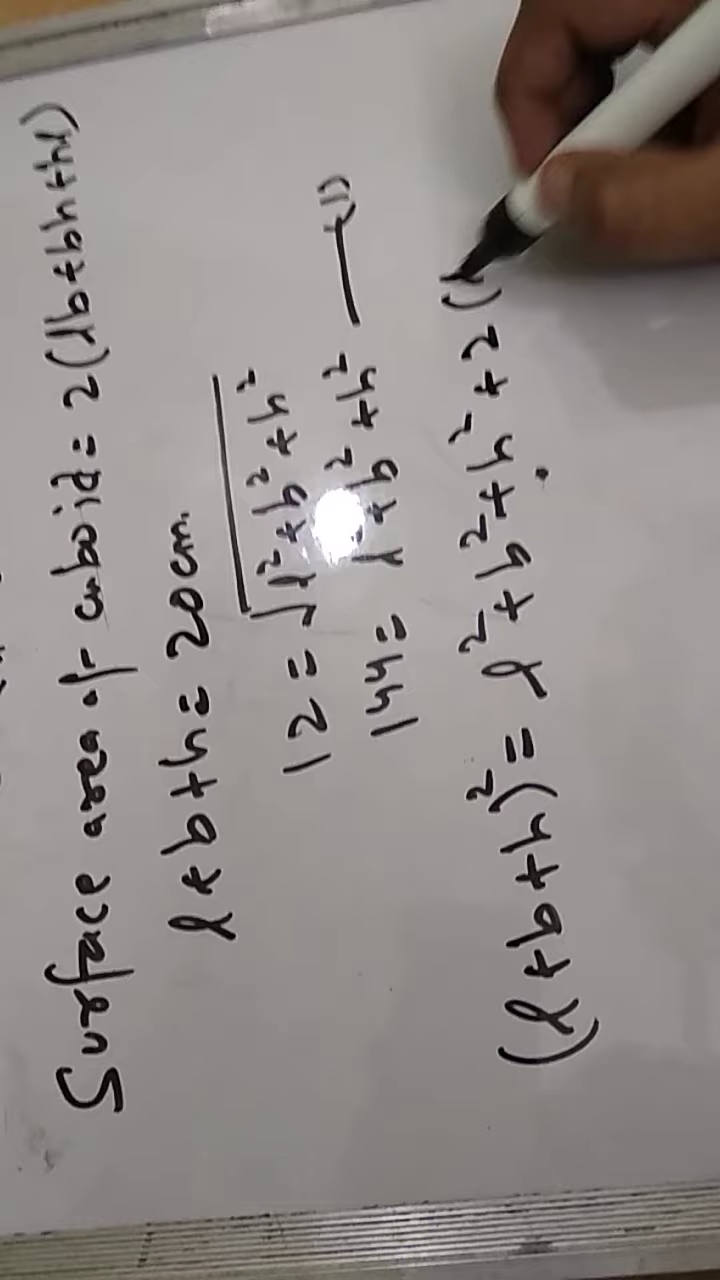 Surface area of cuboid = 2(lb+bh+hl)
l+b+h = 20cm.
12 = √l²+b²+h²
144 = l²+b²+h² —(1)
(l+b+h)² = l²+b²+h²+2(